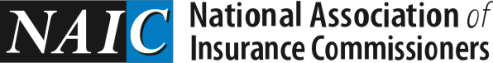 NAIC National Association of
Insurance Commissioners